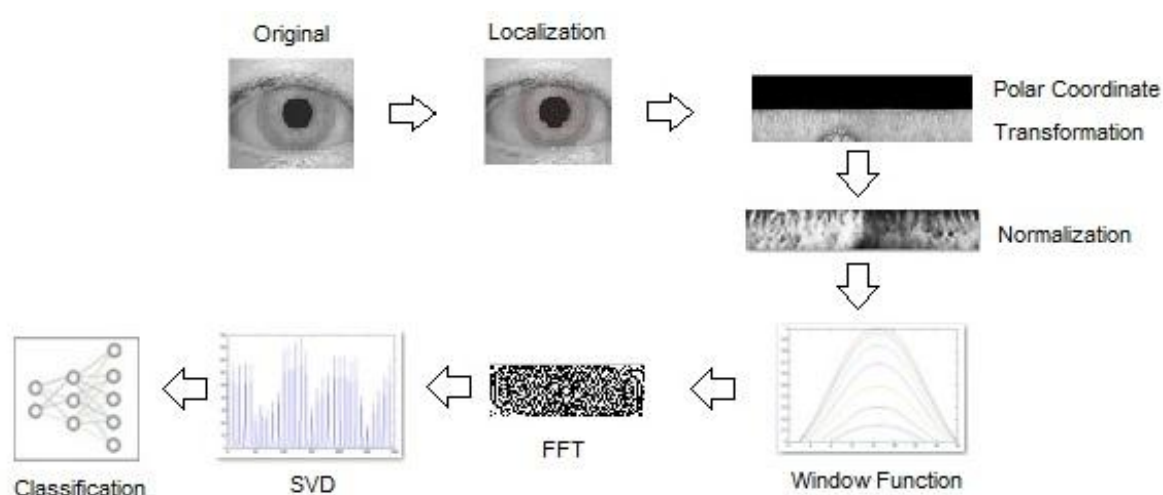 Original
Localization
Polar Coordinate
Transformation
Normalization
Window Function
FFT
SVD
Classification